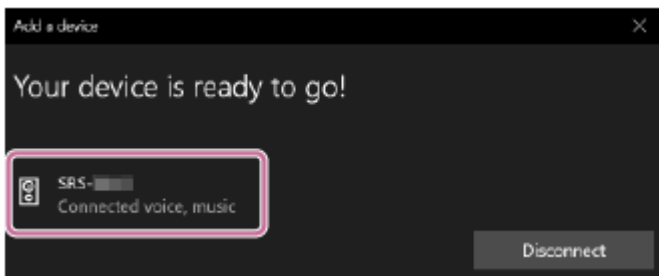 Add a device
Your device is ready to go!
SRS-
Connected voice, music
Disconnect